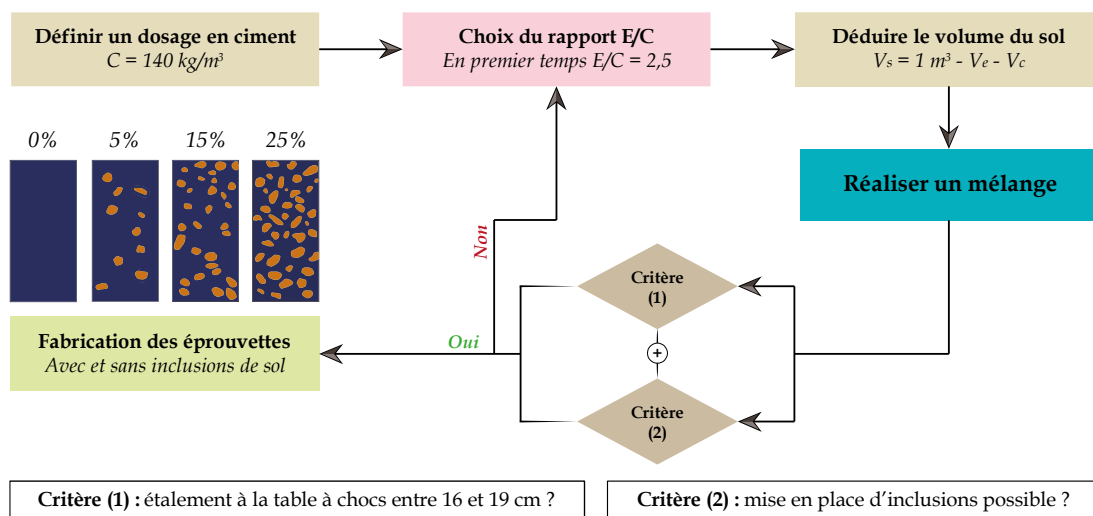 Définir un dosage en ciment
C = 140 kg/m³
Choix du rapport E/C
En premier temps E/C = 2,5
Déduire le volume du sol
Vs = 1 m³ - Ve - Vc
0%
5%
15%
25%
Réaliser un mélange
Non
Critère
(1)
+
Critère
(2)
Oui
Fabrication des éprouvettes
Avec et sans inclusions de sol
Critère (1) : étalement à la table à chocs entre 16 et 19 cm ?
Critère (2) : mise en place d'inclusions possible ?